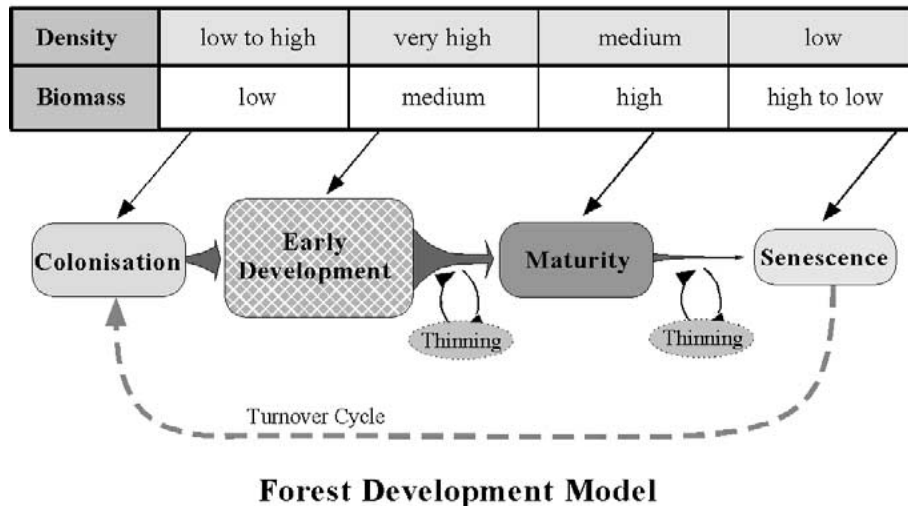 Density low to high very high medium low
Biomass low medium high high to low
Colonisation
Early
Development
Maturity
Senescence
Thinning
Thinning
Turnover Cycle
Forest Development Model